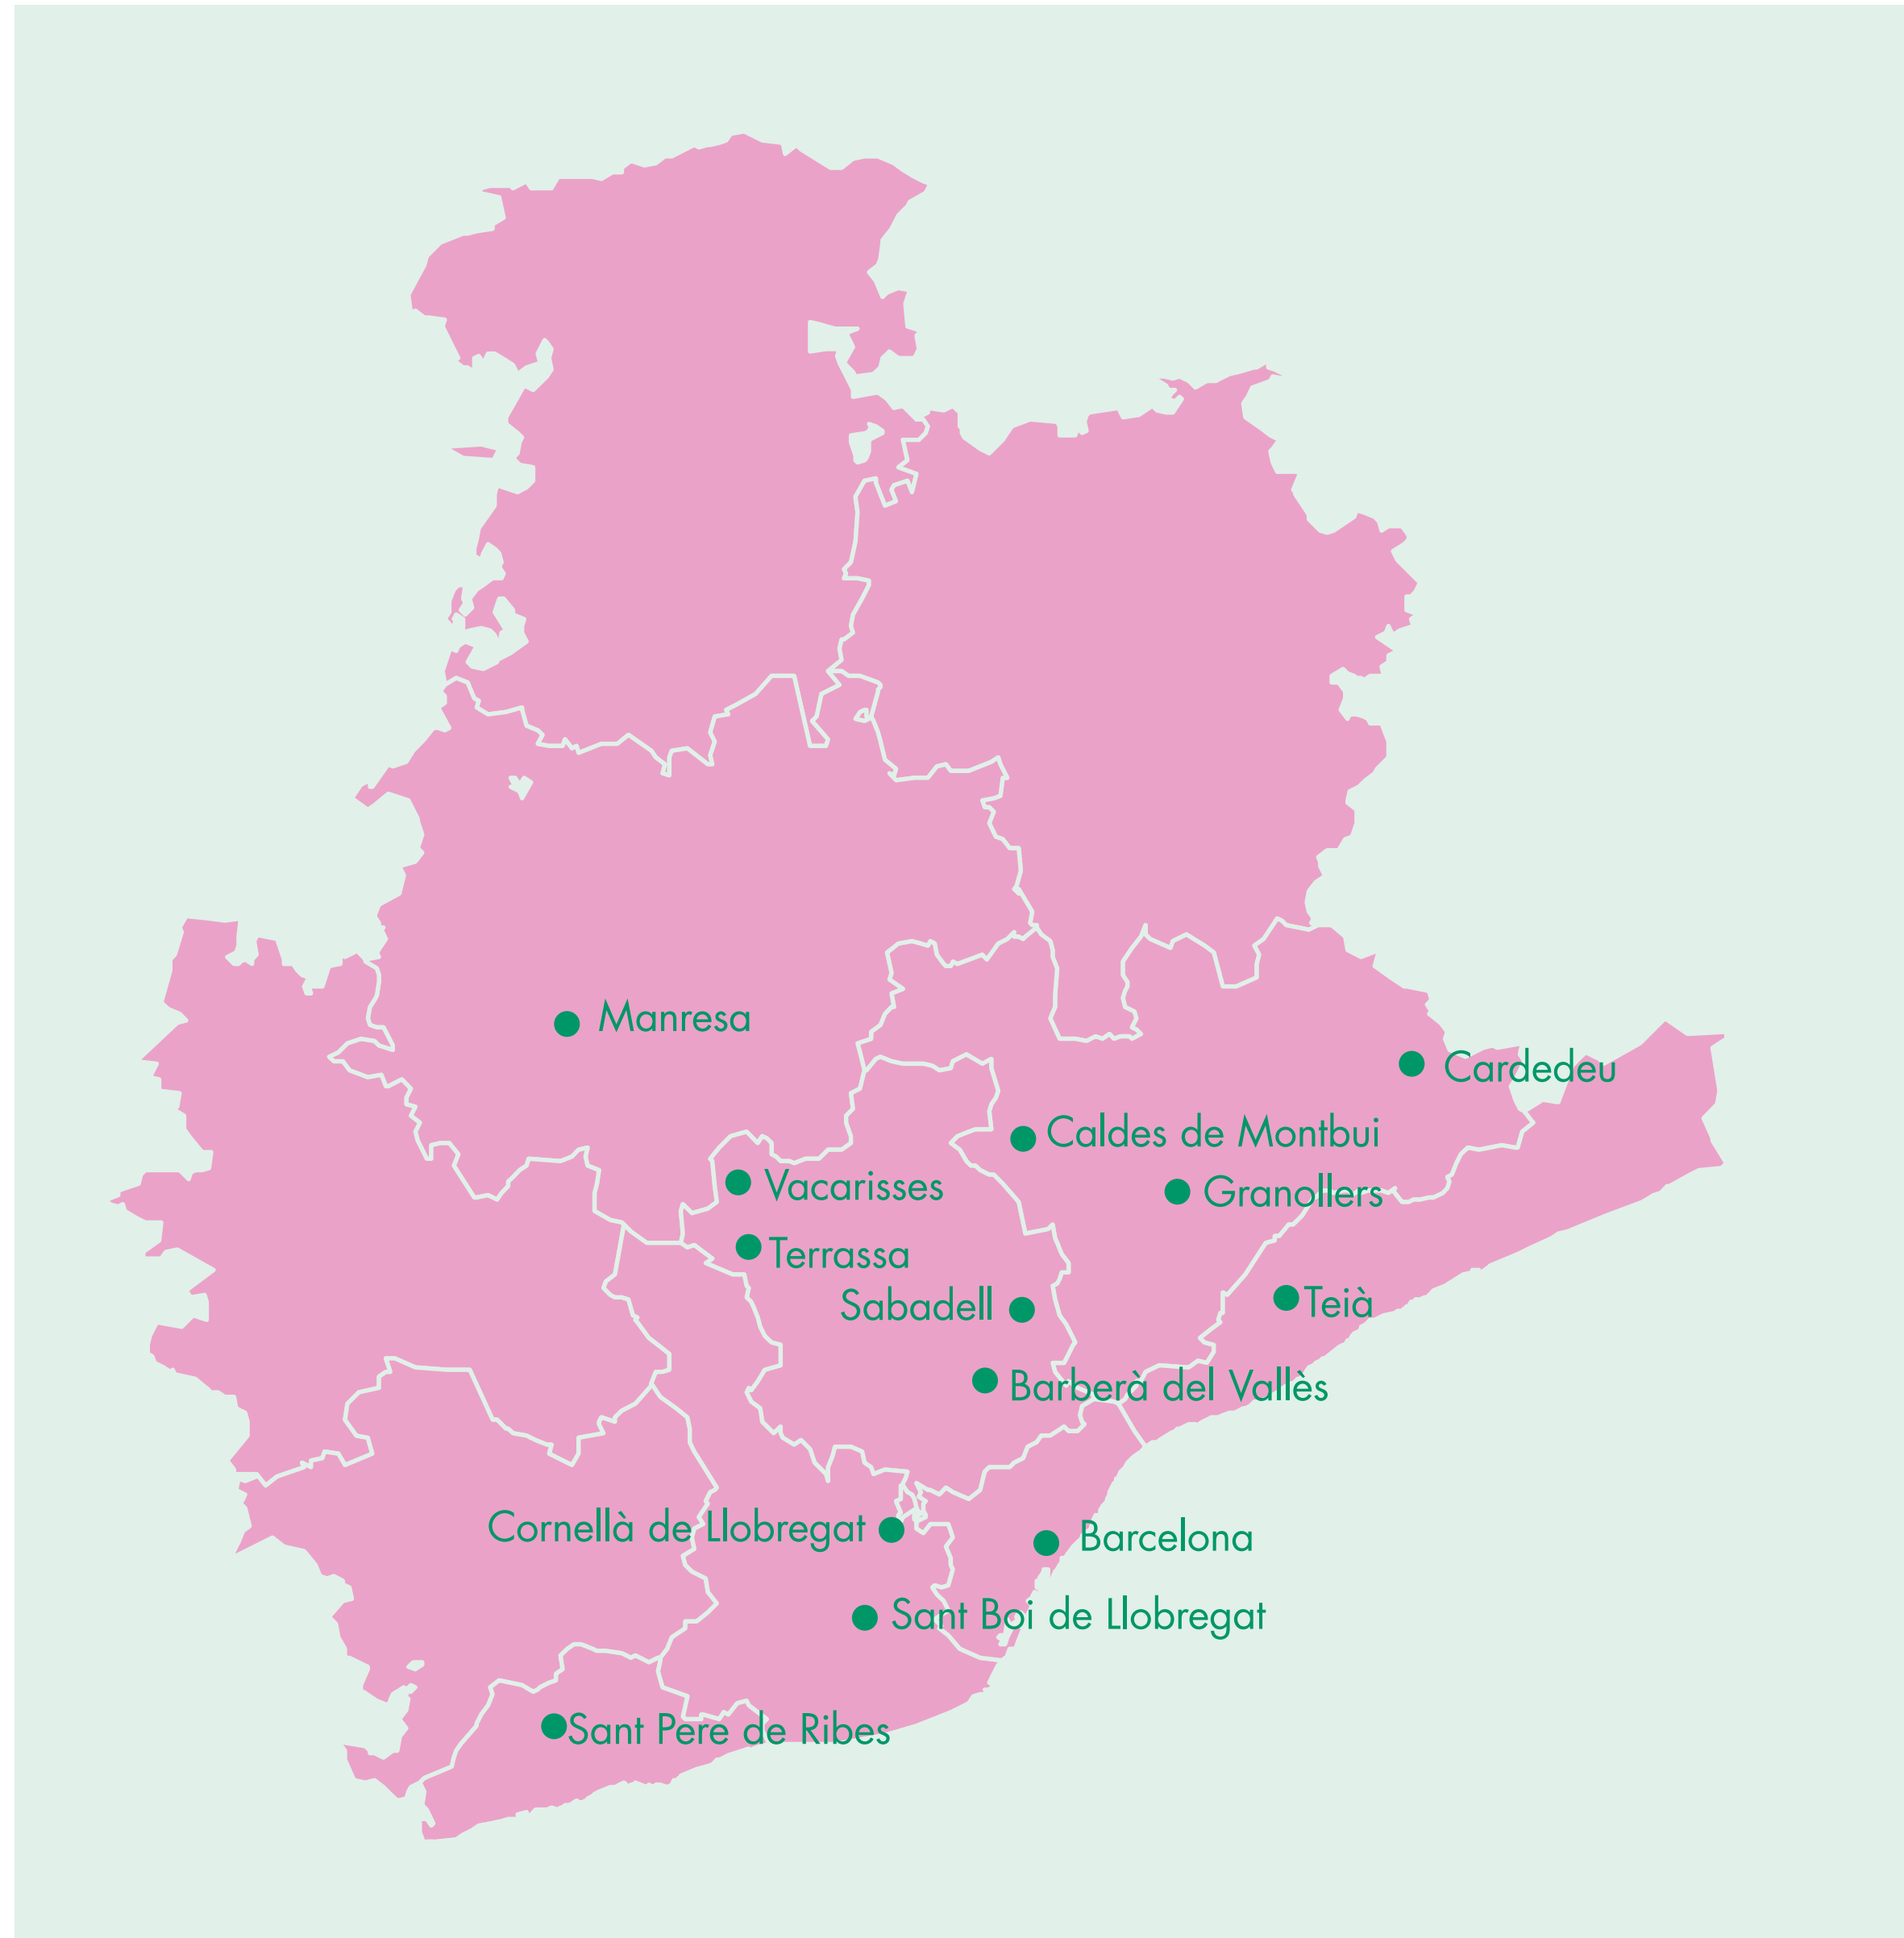 Manresa
Cardedeu
Caldes de Montbui
Vacarisses
Granollers
Terrassa
Teià
Sabadell
Barberà del Vallès
Cornellà de Llobregat
Barcelona
Sant Boi de Llobregat
Sant Pere de Ribes